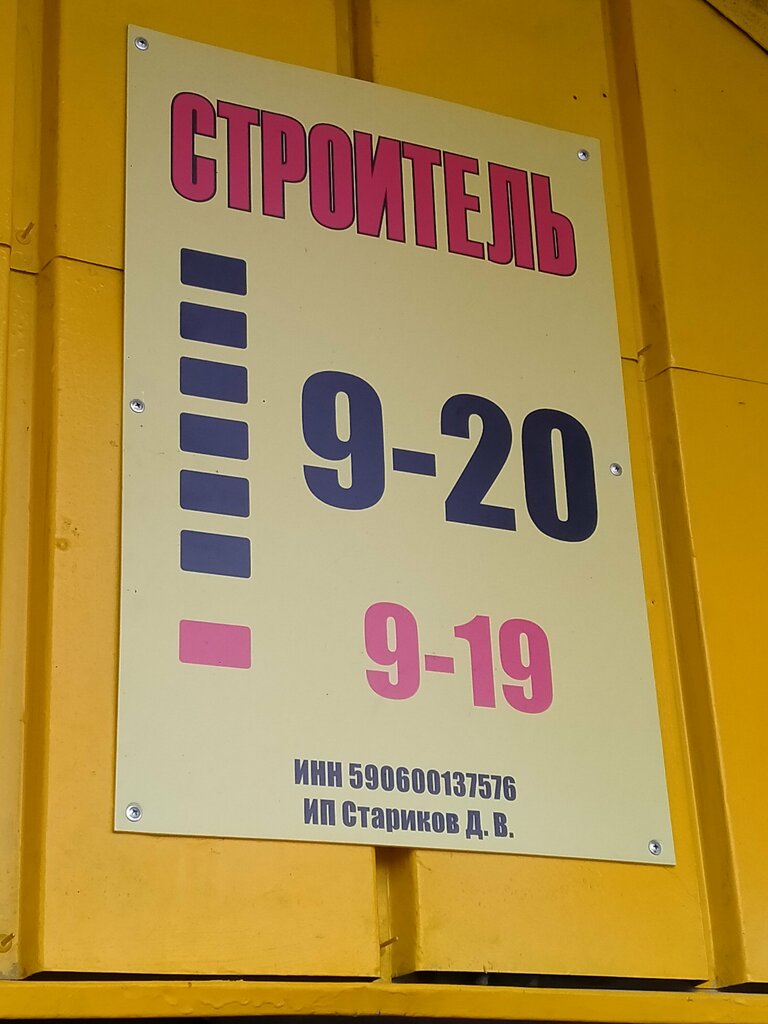 СТРОИТЕЛЬ
9-20
9-19
ИНН 590600137576
ИП Стариков Д. В.